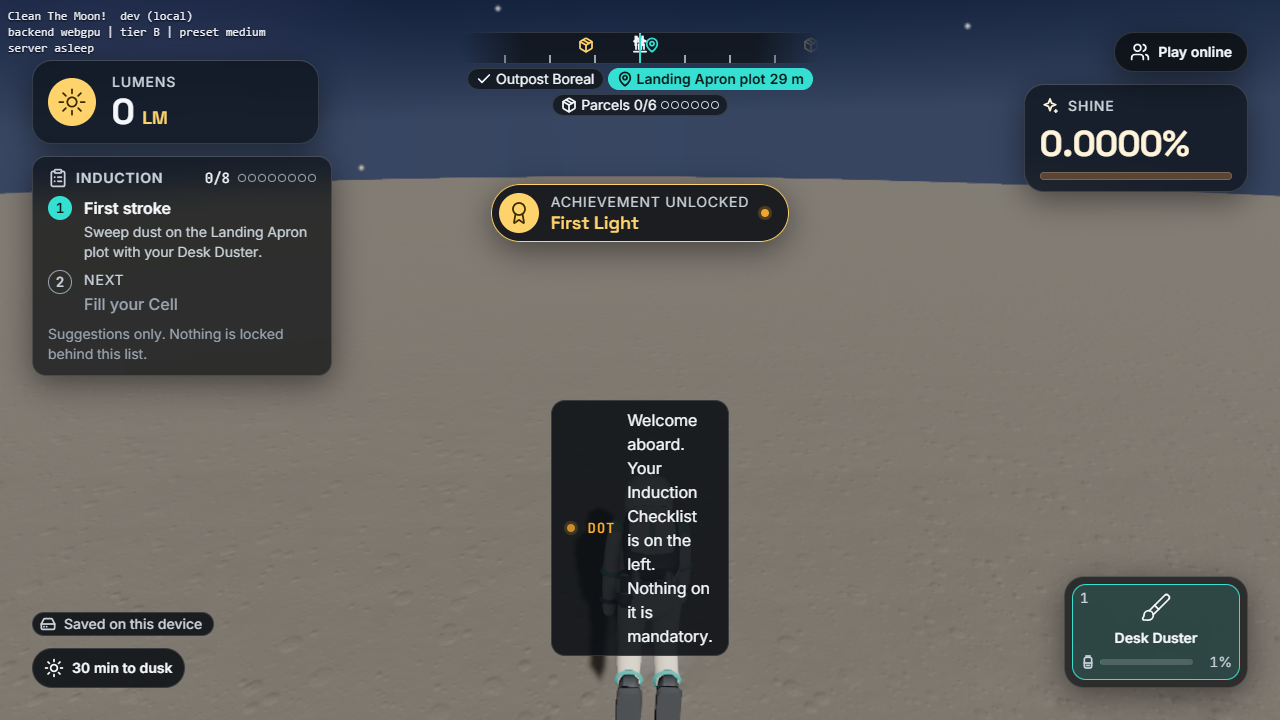 Clean The Moon! dev (local)
backend webgpu | tier B | preset medium
server asleep
LUMENS
0 LM
INDUCTION 0/8
1 First stroke
Sweep dust on the Landing Apron
plot with your Desk Duster.
2 NEXT
Fill your Cell
Suggestions only. Nothing is locked
behind this list.
Outpost Boreal
Landing Apron plot 29 m
Parcels 0/6
ACHIEVEMENT UNLOCKED
First Light
Play online
SHINE
0.0000%
DOT
Welcome
aboard.
Your
Induction
Checklist
is on the
left.
Nothing on
it is
mandatory.
Saved on this device
30 min to dusk
1
Desk Duster
1%